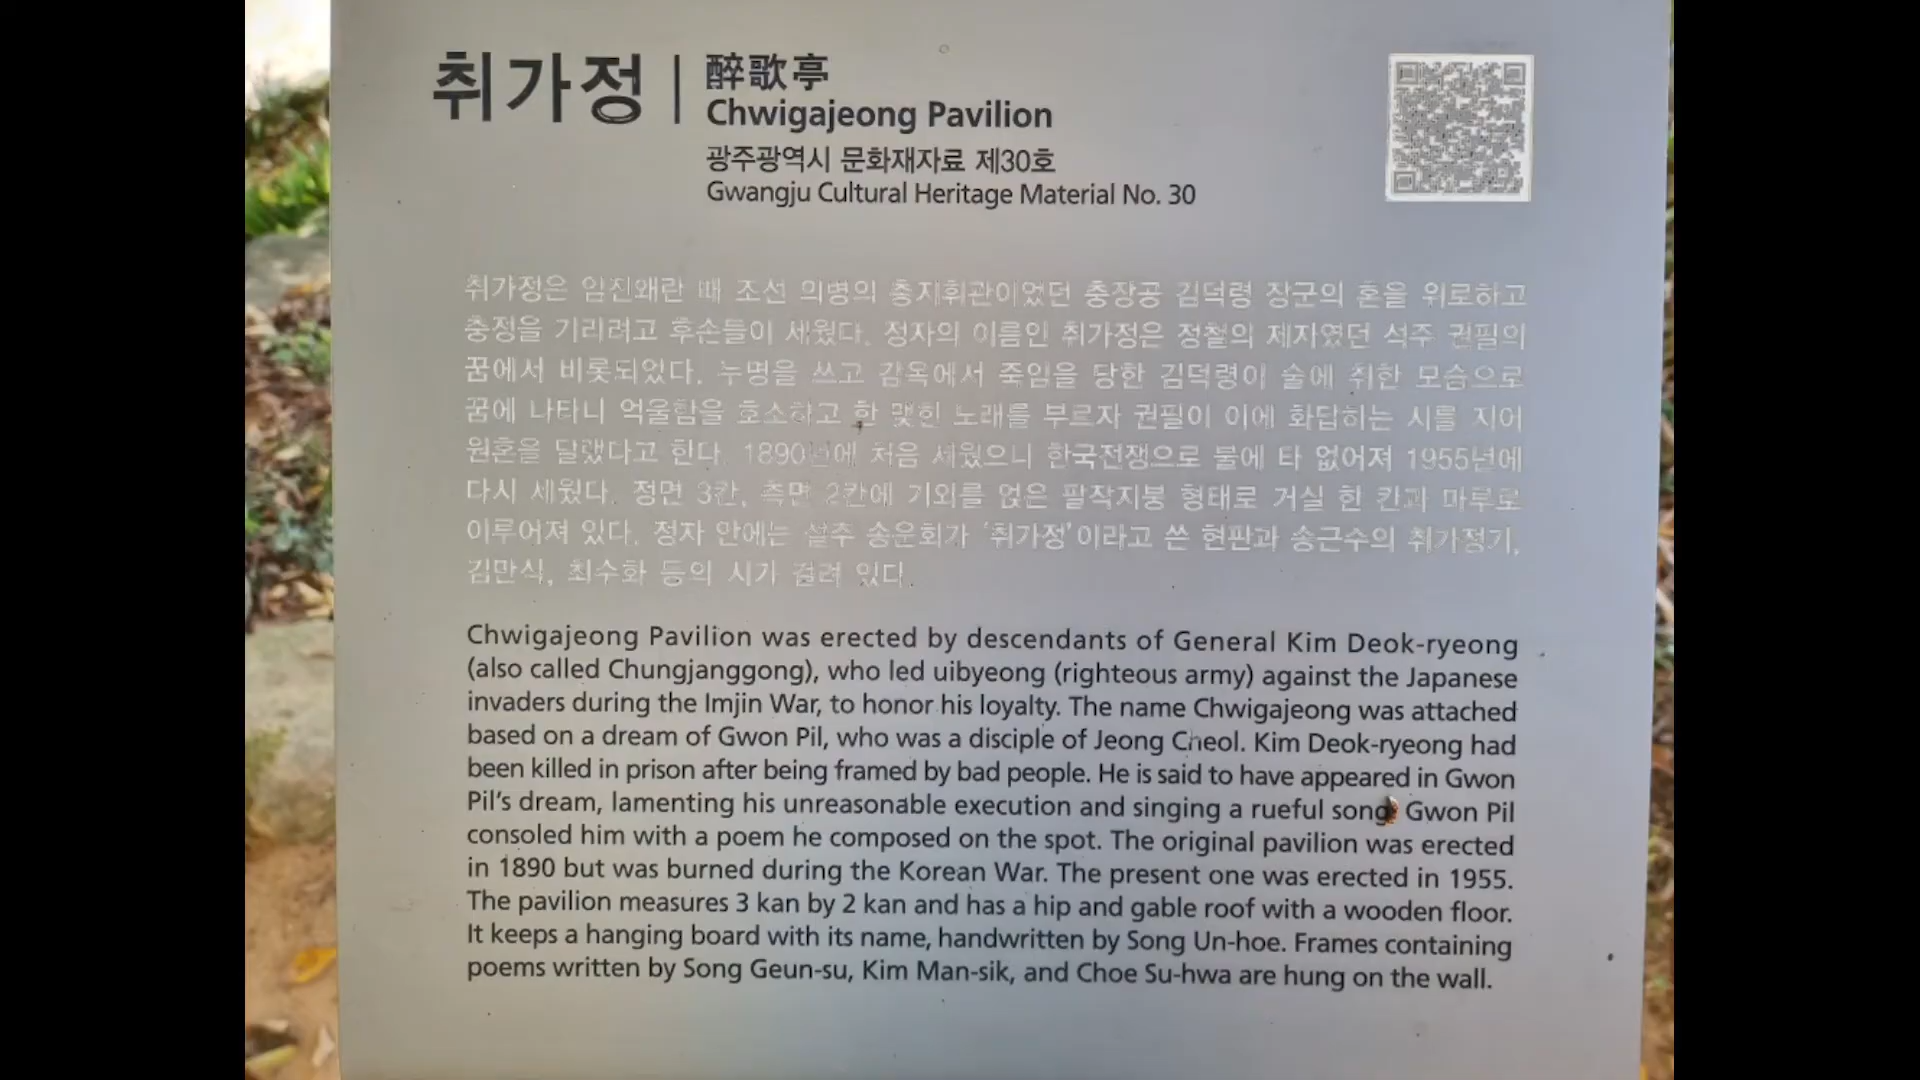 취가정
醉歌亭
Chwigajeong Pavilion
광주광역시 문화재자료 제30호
Gwangju Cultural Heritage Material No. 30
취가정은 임진왜란 때 조선 의병의 총지휘관이었던 충장공 김덕령 장군의 혼을 위로하고
충정을 기리려고 후손들이 세웠다. 정자의 이름인 취가정은 정철의 제자였던 석주 권필의
꿈에서 비롯되었다. 누명을 쓰고 감옥에서 죽임을 당한 김덕령이 술에 취한 모습으로
꿈에 나타나 억울함을 호소하고 한 맺힌 노래를 부르자 권필이 이에 화답하는 시를 지어
원혼을 달랬다고 한다. 1890년에 처음 세웠으나 한국전쟁으로 불에 타 없어져 1955년에
다시 세웠다. 정면 3칸, 측면 2칸에 기와를 얹은 팔작지붕 형태로 거실 한 칸과 마루로
이루어져 있다. 정자 안에는 설주 송운회가 '취가정'이라고 쓴 현판과 송근수의 취가정기,
김만식, 최수화 등의 시가 걸려 있다.
Chwigajeong Pavilion was erected by descendants of General Kim Deok-ryeong
(also called Chungjanggong), who led uibyeong (righteous army) against the Japanese
invaders during the Imjin War, to honor his loyalty. The name Chwigajeong was attached
based on a dream of Gwon Pil, who was a disciple of Jeong Cheol. Kim Deok-ryeong had
been killed in prison after being framed by bad people. He is said to have appeared in Gwon
Pil's dream, lamenting his unreasonable execution and singing a rueful song. Gwon Pil
consoled him with a poem he composed on the spot. The original pavilion was erected
in 1890 but was burned during the Korean War. The present one was erected in 1955.
The pavilion measures 3 kan by 2 kan and has a hip and gable roof with a wooden floor.
It keeps a hanging board with its name, handwritten by Song Un-hoe. Frames containing
poems written by Song Geun-su, Kim Man-sik, and Choe Su-hwa are hung on the wall.